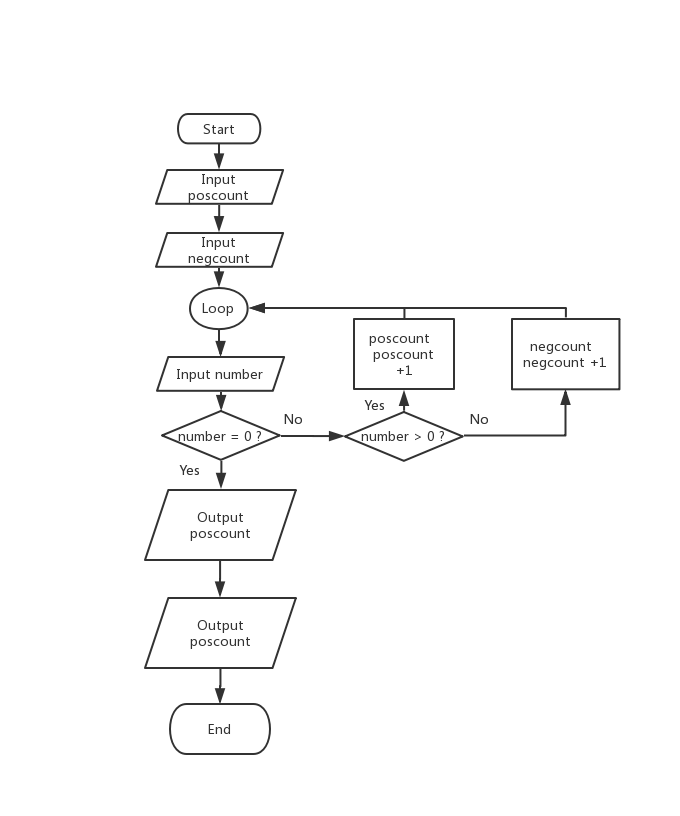 Start
Input
poscount
Input
negcount
Loop
poscount
poscount
+1
negcount
negcount +1
Input number
Yes
No
No
number = 0 ?
number > 0 ?
Yes
Output
poscount
Output
poscount
End